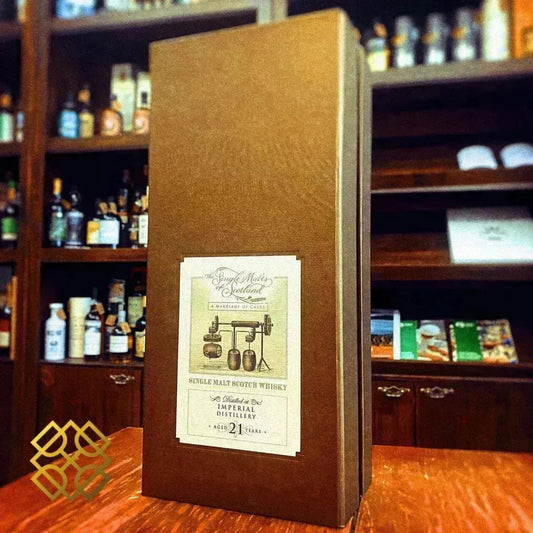 The Single Malts
of Scotland
A MARRIAGE OF CASKS
SINGLE MALT SCOTCH WHISKY
Distilled at
IMPERIAL
DISTILLERY
AGED 21 YEARS